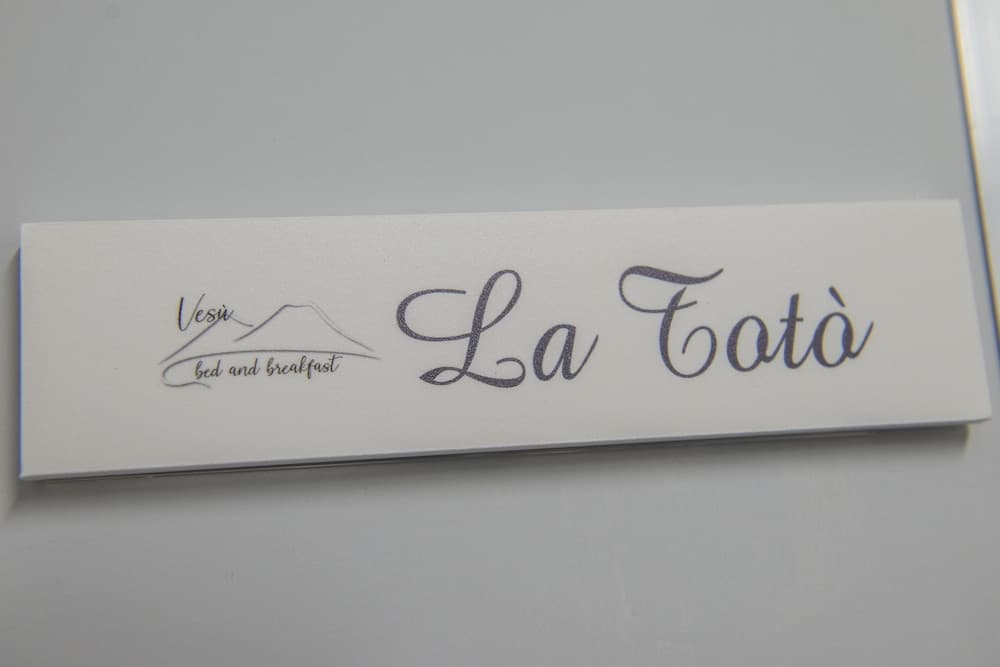 Vesù
bed and breakfast
La Totò